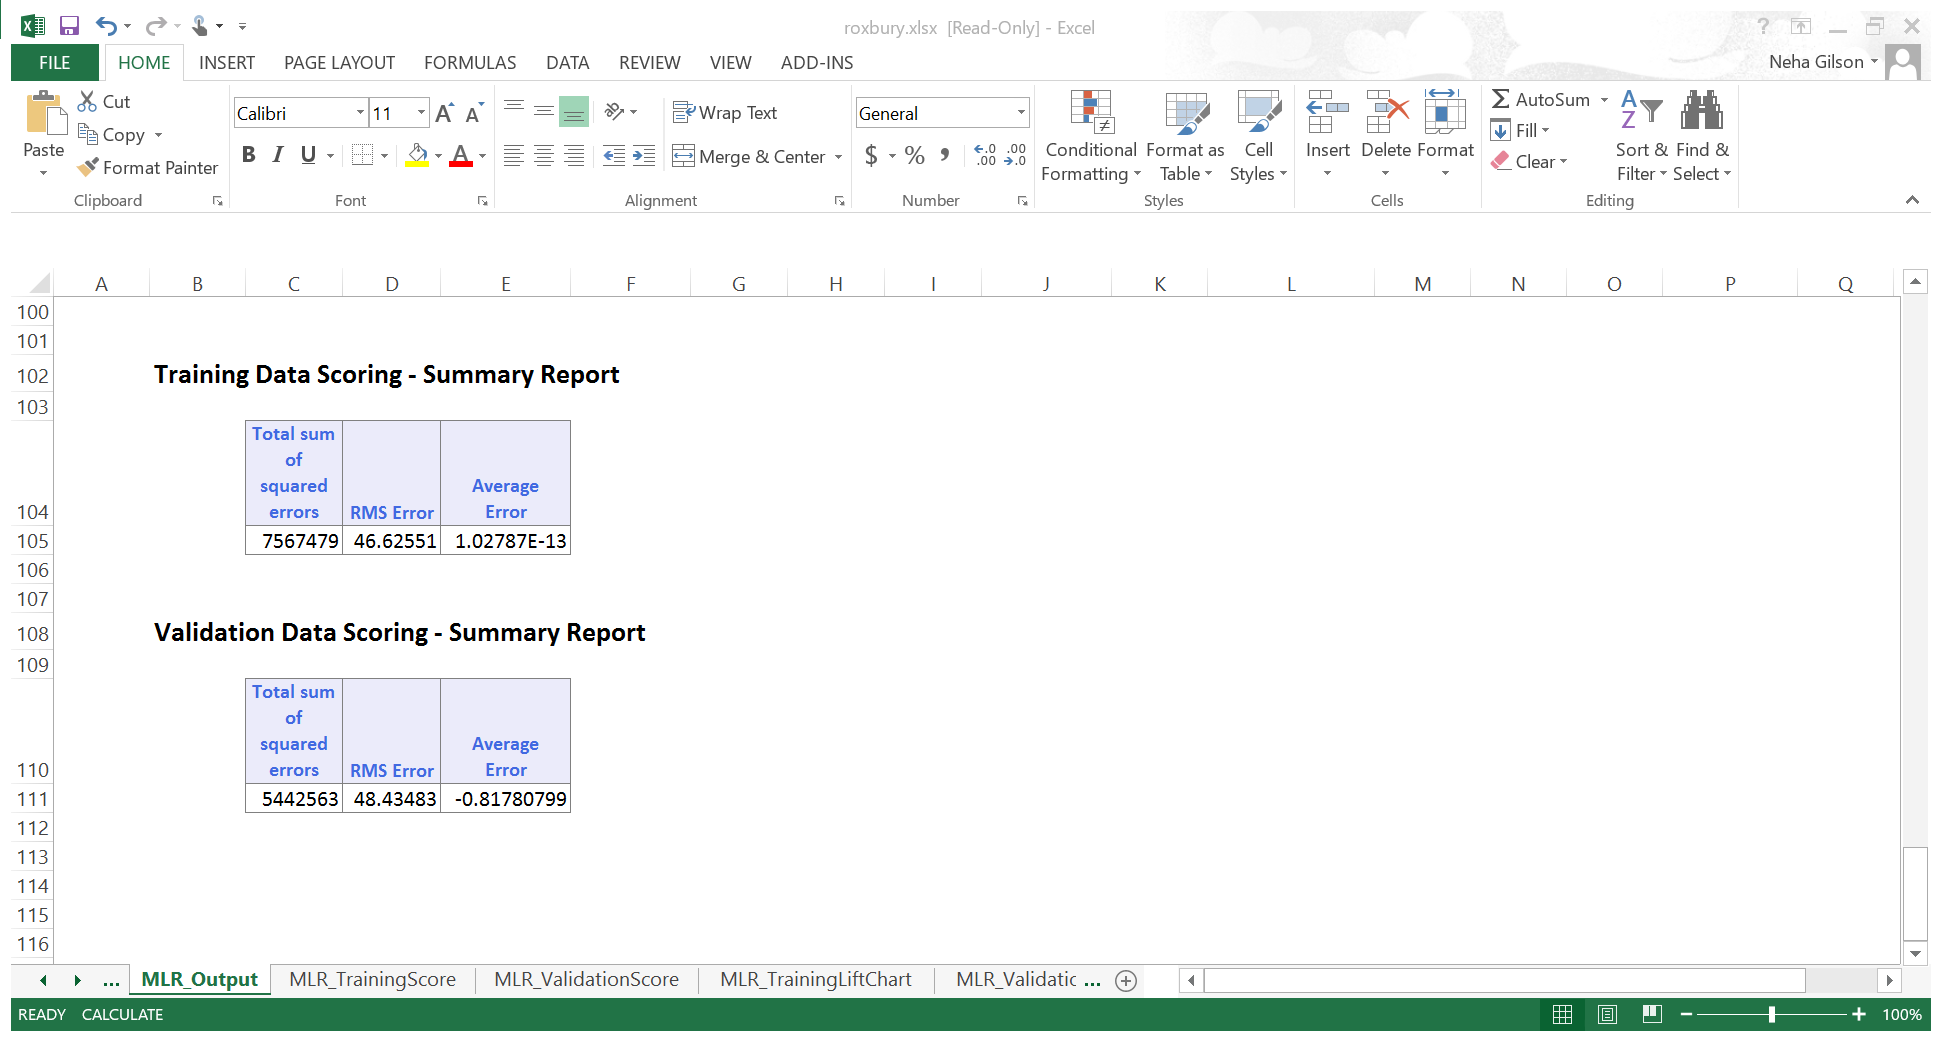 roxbury.xlsx [Read-Only] - Excel
FILE HOME INSERT PAGE LAYOUT FORMULAS DATA REVIEW VIEW ADD-INS
Neha Gilson
Paste
Cut
Copy
Format Painter
Clipboard
Calibri 11
B I U
Font
Wrap Text
Merge & Center
Alignment
General
$ % ,
Number
Conditional Formatting
Format as Table
Cell Styles
Styles
Insert Delete Format
Cells
AutoSum
Fill
Clear
Sort & Filter
Find & Select
Editing
A B C D E F G H I J K L M N O P Q
100
101
102 Training Data Scoring - Summary Report
103
Total sum of squared errors RMS Error Average Error
104
105 7567479 46.62551 1.02787E-13
106
107
108 Validation Data Scoring - Summary Report
109
Total sum of squared errors RMS Error Average Error
110
111 5442563 48.43483 -0.81780799
112
113
114
115
116
... MLR_Output MLR_TrainingScore MLR_ValidationScore MLR_TrainingLiftChart MLR_Validatic ...
READY CALCULATE
100%